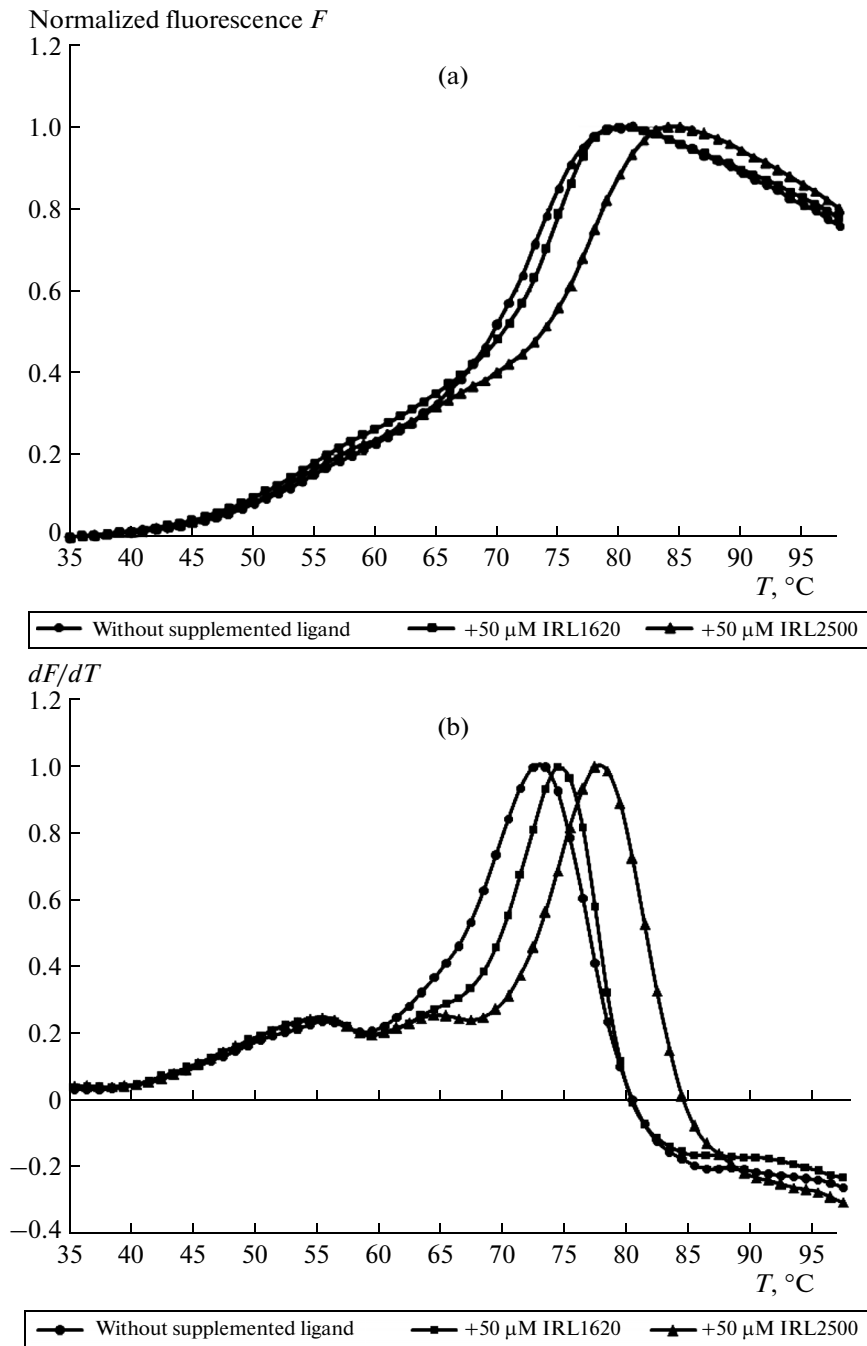 Normalized fluorescence F
1.2
(a)
1.0
0.8
0.6
0.4
0.2
0
35 40 45 50 55 60 65 70 75 80 85 90 95
T, °C
Without supplemented ligand +50 μM IRL1620 +50 μM IRL2500
dF/dT
1.2
(b)
1.0
0.8
0.6
0.4
0.2
0
−0.2
−0.4
35 40 45 50 55 60 65 70 75 80 85 90 95
T, °C
Without supplemented ligand +50 μM IRL1620 +50 μM IRL2500